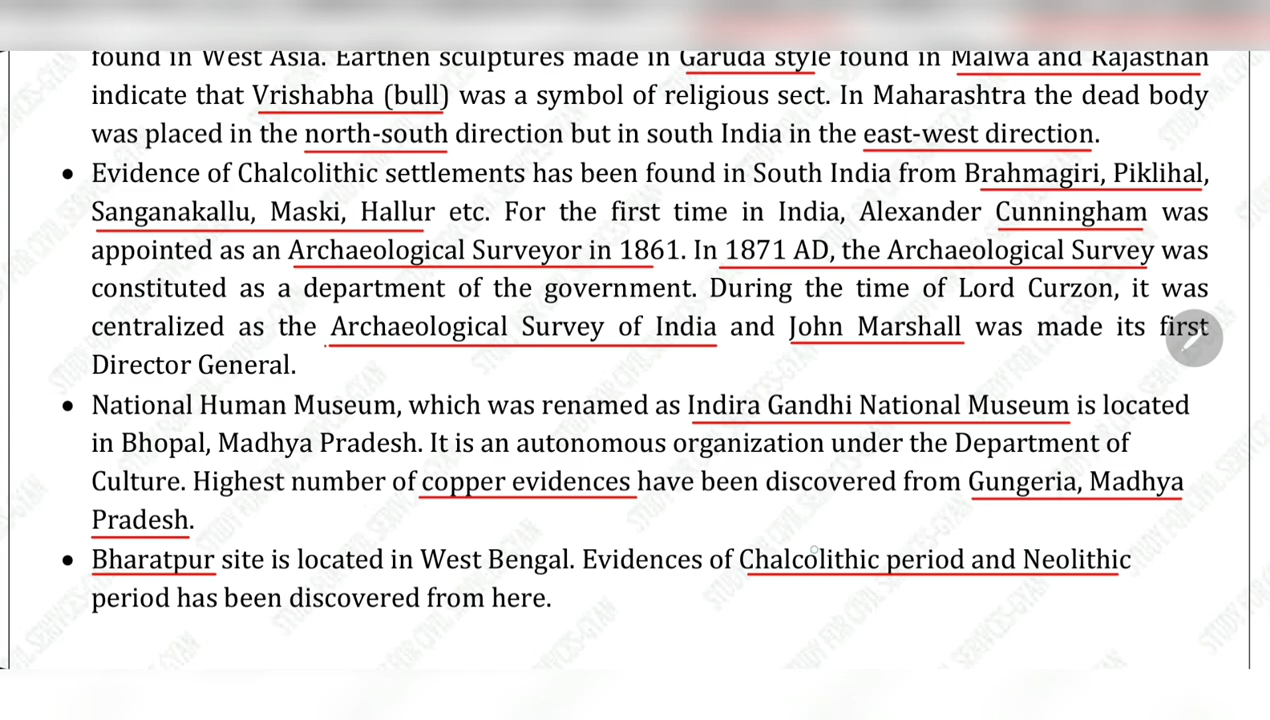 found in West Asia. Earthen sculptures made in Garuda style found in Malwa and Rajasthan
indicate that Vrishabha (bull) was a symbol of religious sect. In Maharashtra the dead body
was placed in the north-south direction but in south India in the east-west direction.
• Evidence of Chalcolithic settlements has been found in South India from Brahmagiri, Piklihal,
Sanganakallu, Maski, Hallur etc. For the first time in India, Alexander Cunningham was
appointed as an Archaeological Surveyor in 1861. In 1871 AD, the Archaeological Survey was
constituted as a department of the government. During the time of Lord Curzon, it was
centralized as the Archaeological Survey of India and John Marshall was made its first
Director General.
• National Human Museum, which was renamed as Indira Gandhi National Museum is located
in Bhopal, Madhya Pradesh. It is an autonomous organization under the Department of
Culture. Highest number of copper evidences have been discovered from Gungeria, Madhya
Pradesh.
• Bharatpur site is located in West Bengal. Evidences of Chalcolithic period and Neolithic
period has been discovered from here.